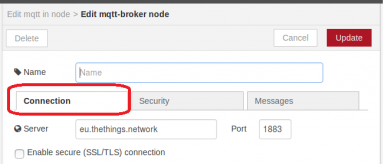 Edit mqtt in node > Edit mqtt-broker node
Delete Cancel Update
Name Name
Connection Security Messages
Server eu.thethings.network Port 1883
Enable secure (SSL/TLS) connection